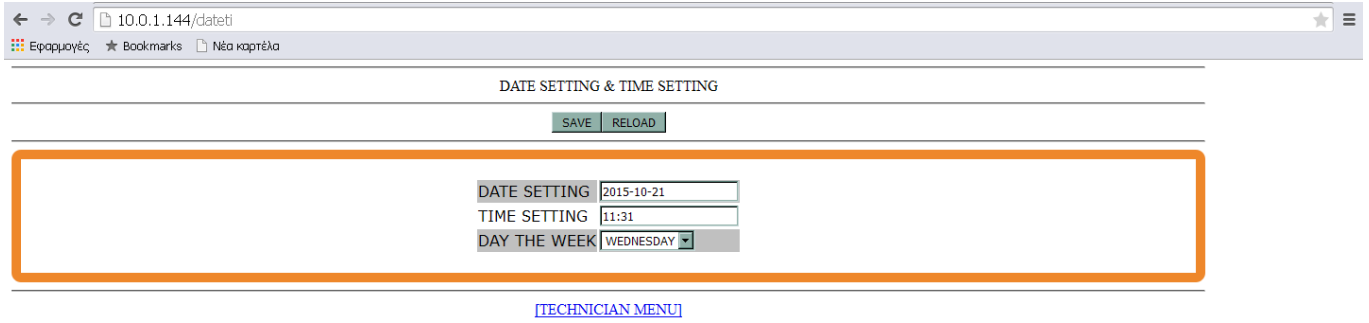 10.0.1.144/dateti
Εφαρμογές Bookmarks Νέα καρτέλα
DATE SETTING & TIME SETTING
SAVE RELOAD
DATE SETTING 2015-10-21
TIME SETTING 11:31
DAY THE WEEK WEDNESDAY
[TECHNICIAN MENU]